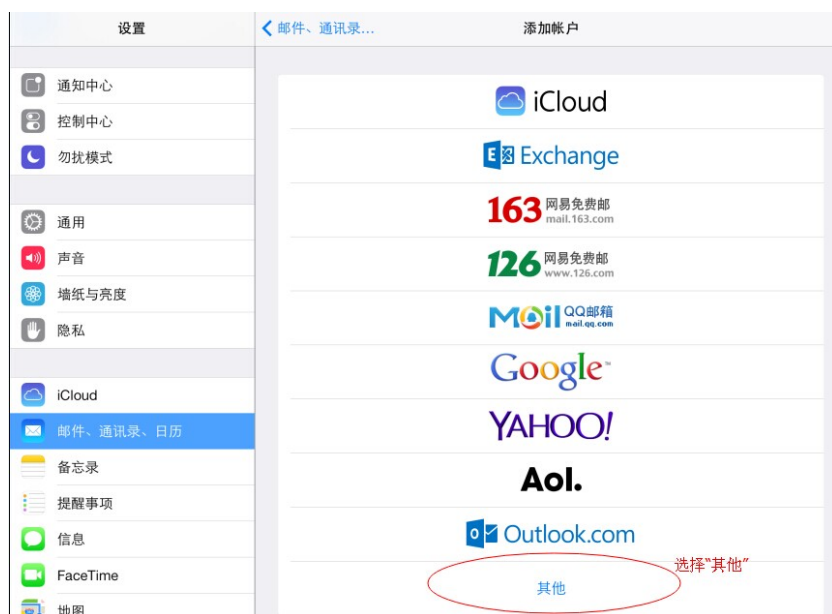 设置
邮件、通讯录...
添加帐户
通知中心
控制中心
勿扰模式
通用
声音
墙纸与亮度
隐私
iCloud
邮件、通讯录、日历
备忘录
提醒事项
信息
FaceTime
地图
iCloud
Exchange
163 网易免费邮
mail.163.com
126 网易免费邮
www.126.com
Mail QQ邮箱
mail.qq.com
Google™
YAHOO!
Aol.
Outlook.com
选择“其他”
其他